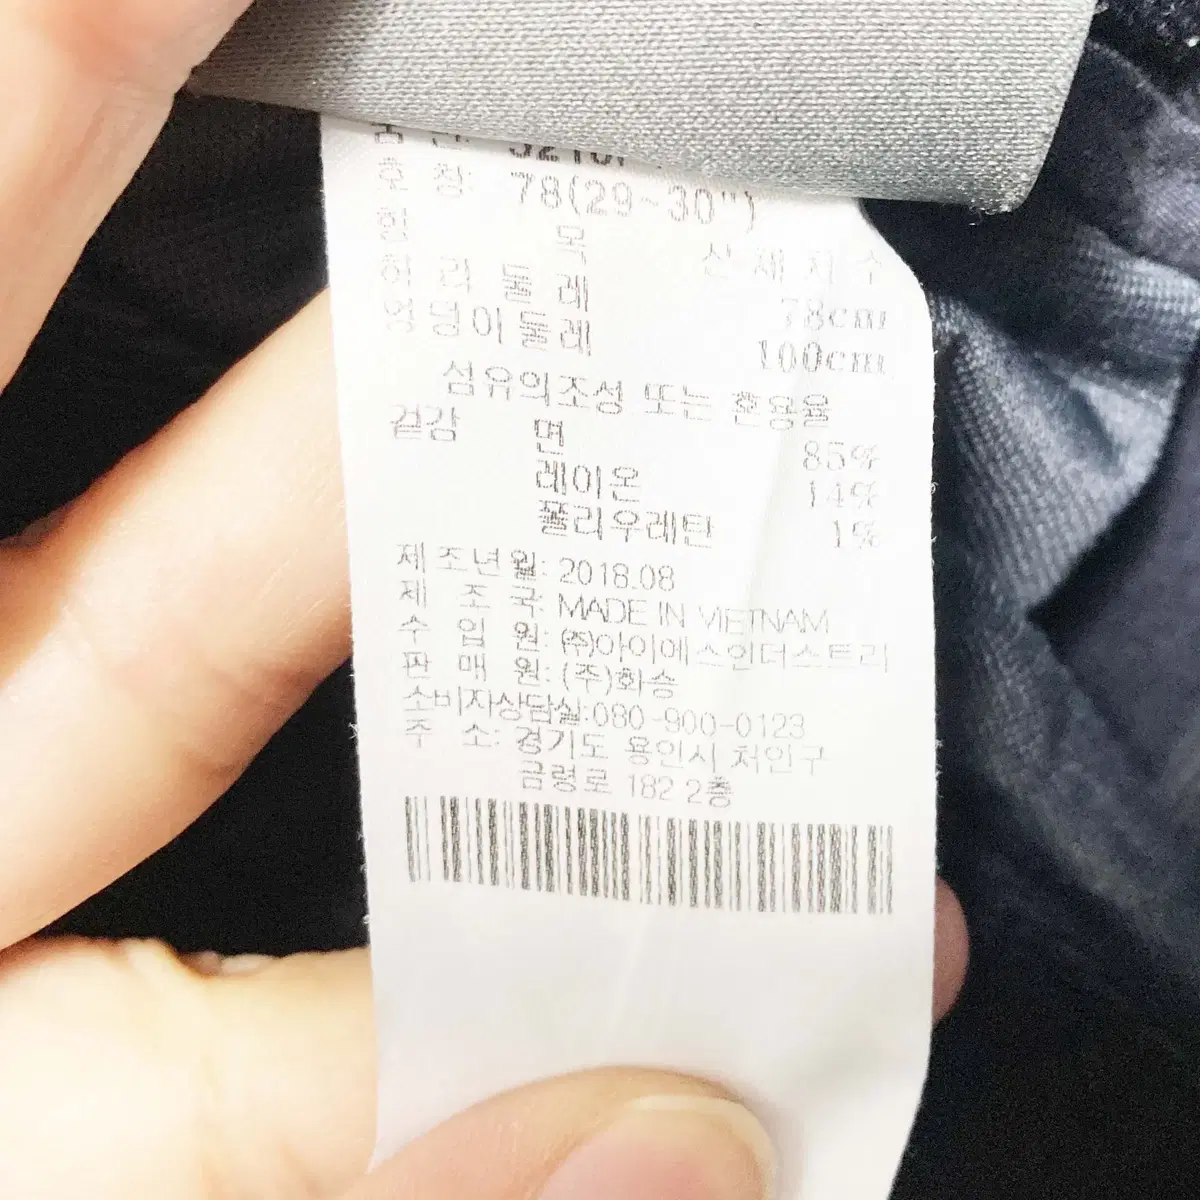 호 칭: 78(29~30")
항 목 신 체 치 수
허 리 둘 레 78cm
엉덩이둘레 100cm
섬유의조성 또는 혼용율
겉감 면 85%
레이온 14%
폴리우레탄 1%
제조년월: 2018.08
제 조 국: MADE IN VIETNAM
수 입 원: (주)아이에스인더스트리
판 매 원: (주)화승
소비자상담실:080-900-0123
주 소: 경기도 용인시 처인구
금령로 182 2층